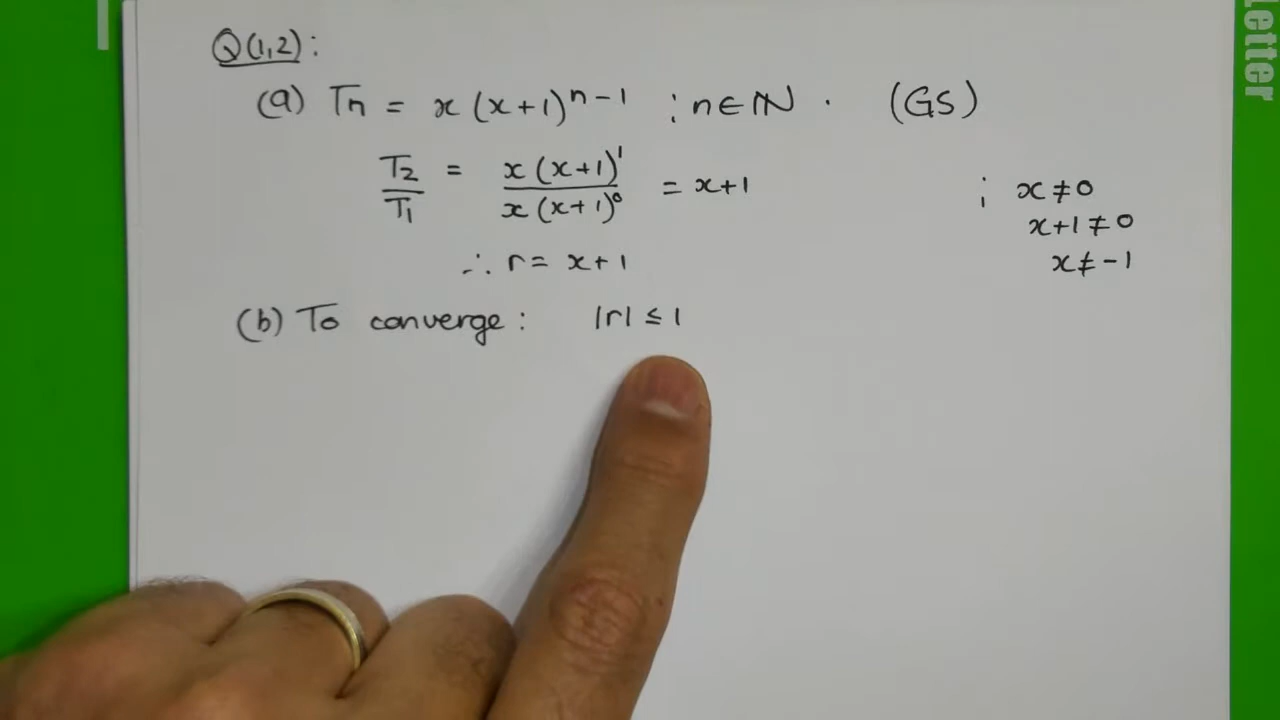 Q(1,2):
(a) Tn = x(x+1)^{n-1} ; n∈ℕ. (GS)
T2/T1 = x(x+1)^1 / x(x+1)^0 = x+1 ; x≠0
x+1≠0
∴ r = x+1 x≠-1
(b) To converge: |r| ≤ 1
letter